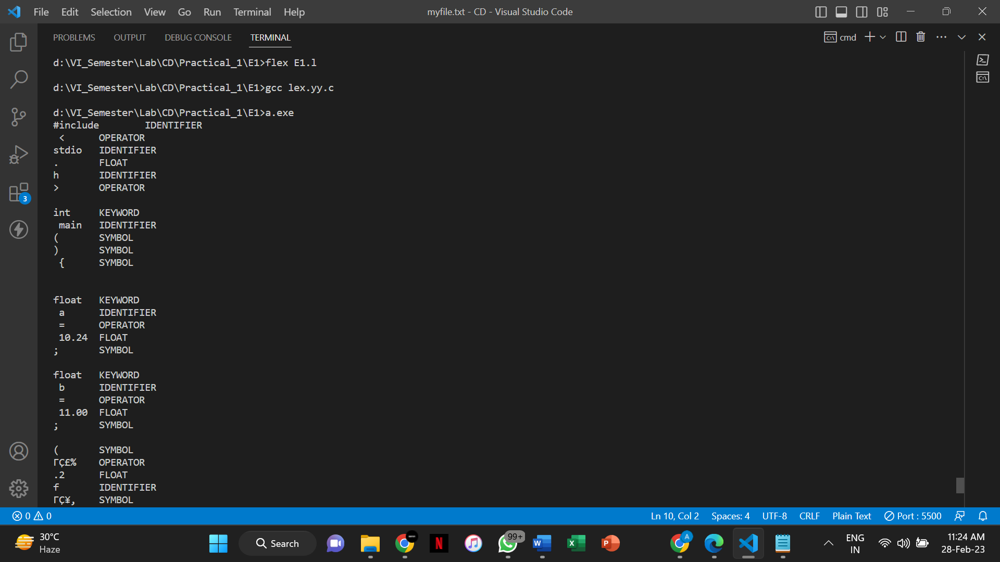 File Edit Selection View Go Run Terminal Help
myfile.txt - CD - Visual Studio Code
PROBLEMS OUTPUT DEBUG CONSOLE TERMINAL
cmd
d:\VI_Semester\Lab\CD\Practical_1\E1>flex E1.l
d:\VI_Semester\Lab\CD\Practical_1\E1>gcc lex.yy.c
d:\VI_Semester\Lab\CD\Practical_1\E1>a.exe
#include IDENTIFIER
< OPERATOR
stdio IDENTIFIER
. FLOAT
h IDENTIFIER
> OPERATOR
int KEYWORD
main IDENTIFIER
( SYMBOL
) SYMBOL
{ SYMBOL
float KEYWORD
a IDENTIFIER
= OPERATOR
10.24 FLOAT
; SYMBOL
float KEYWORD
b IDENTIFIER
= OPERATOR
11.00 FLOAT
; SYMBOL
( SYMBOL
ΓÇ£% OPERATOR
.2 FLOAT
f IDENTIFIER
ΓÇ¥, SYMBOL
3
0 0
Ln 10, Col 2 Spaces: 4 UTF-8 CRLF Plain Text Port : 5500
30°C
Haze
Search
99+
ENG
IN
11:24 AM
28-Feb-23